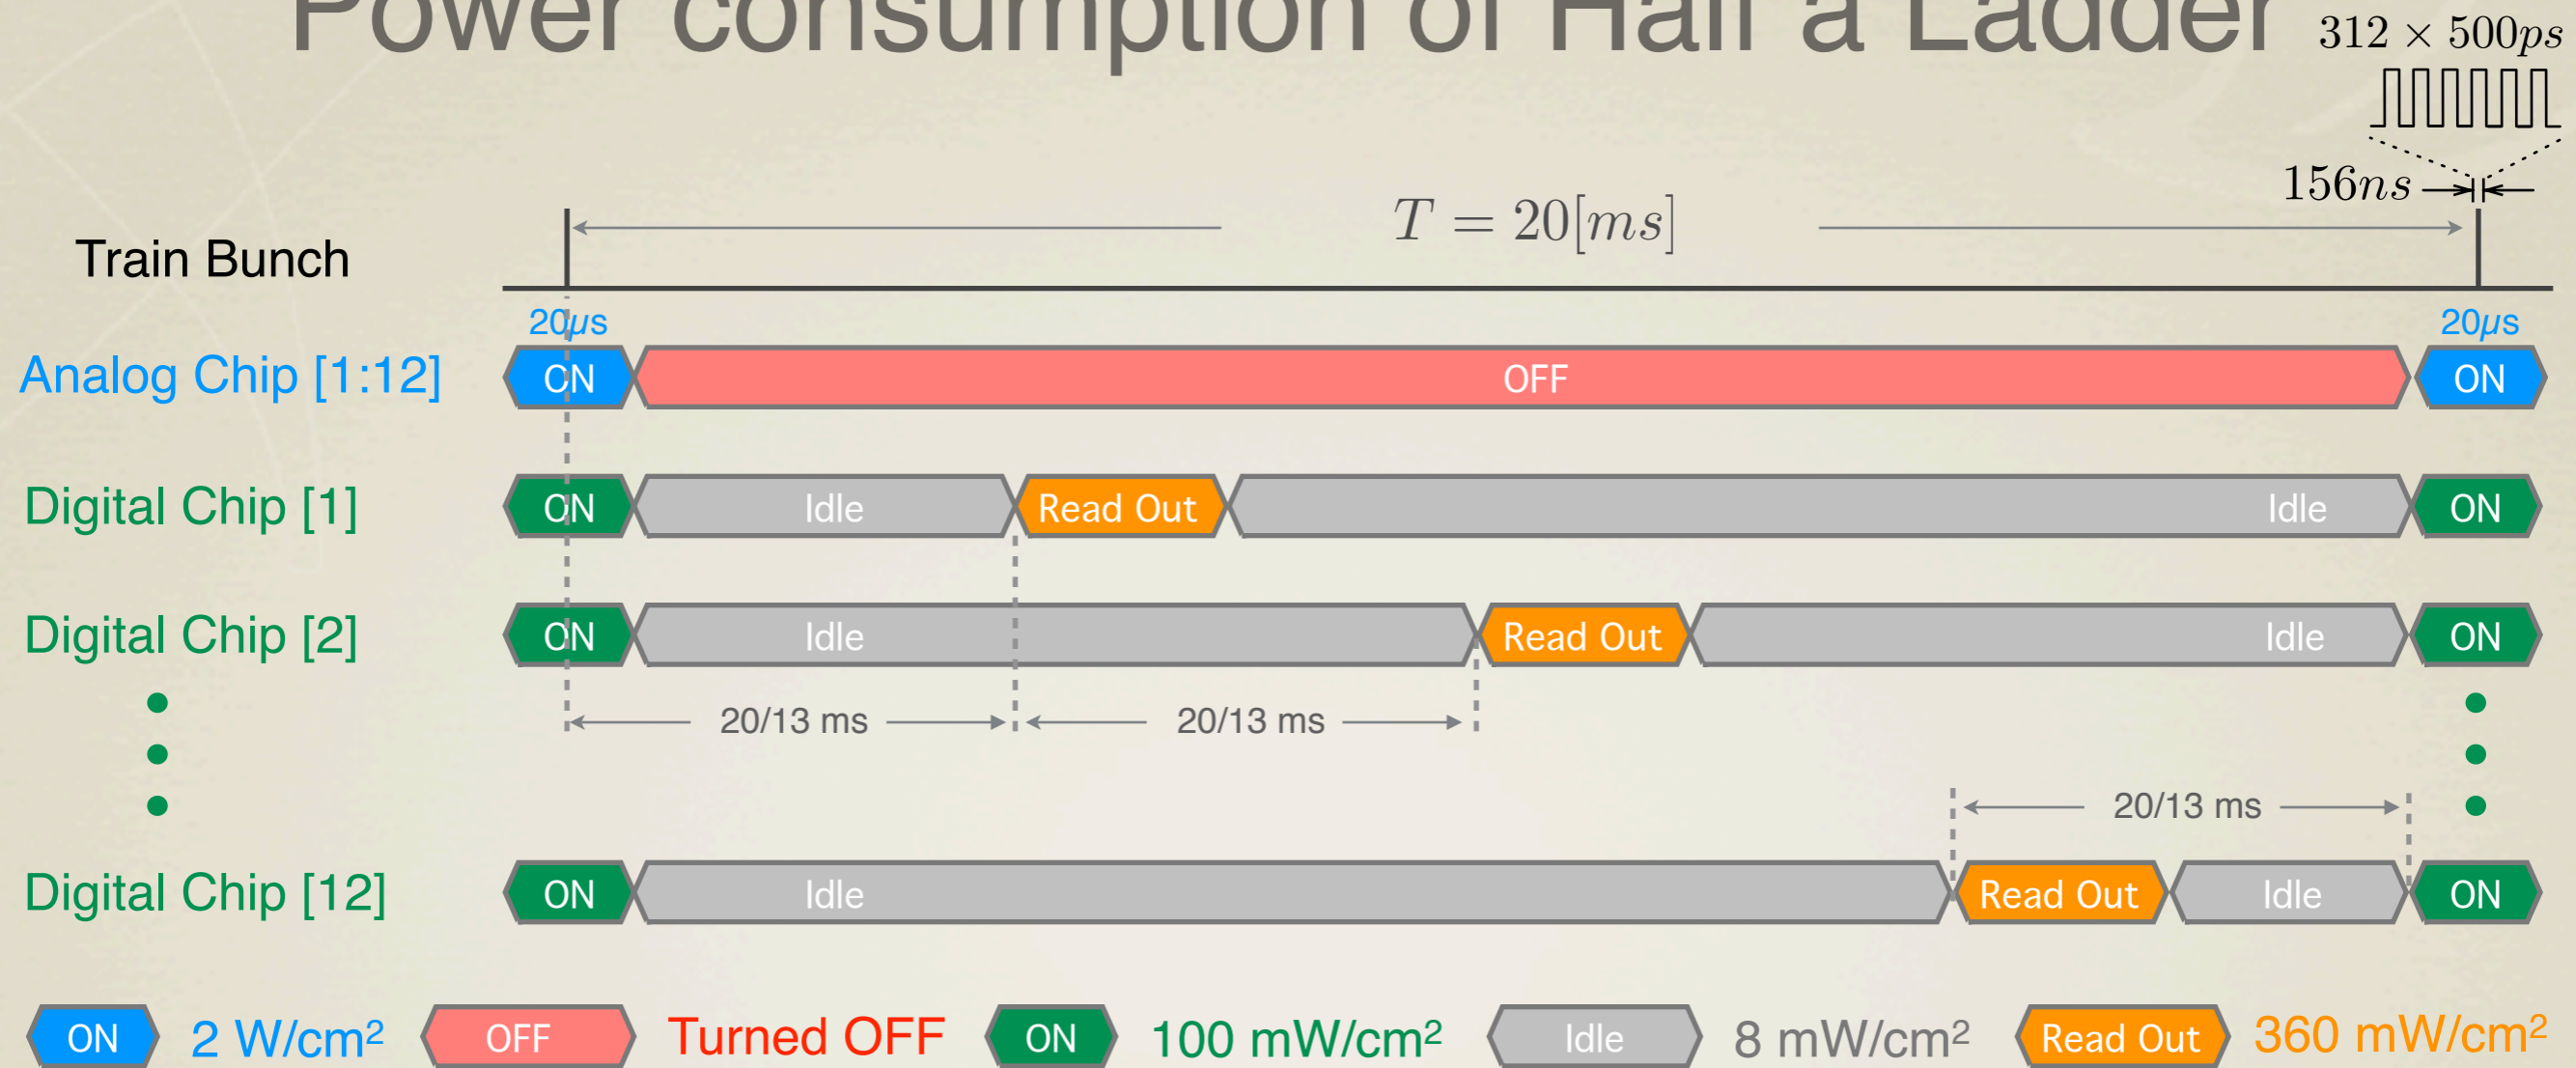 Power consumption of Half a Ladder
312 × 500ps
156ns
T = 20[ms]
Train Bunch
20µs 20µs
Analog Chip [1:12] ON OFF ON
Digital Chip [1] ON Idle Read Out Idle ON
Digital Chip [2] ON Idle Read Out Idle ON
20/13 ms 20/13 ms
20/13 ms
Digital Chip [12] ON Idle Read Out Idle ON
ON 2 W/cm² OFF Turned OFF ON 100 mW/cm² Idle 8 mW/cm² Read Out 360 mW/cm²